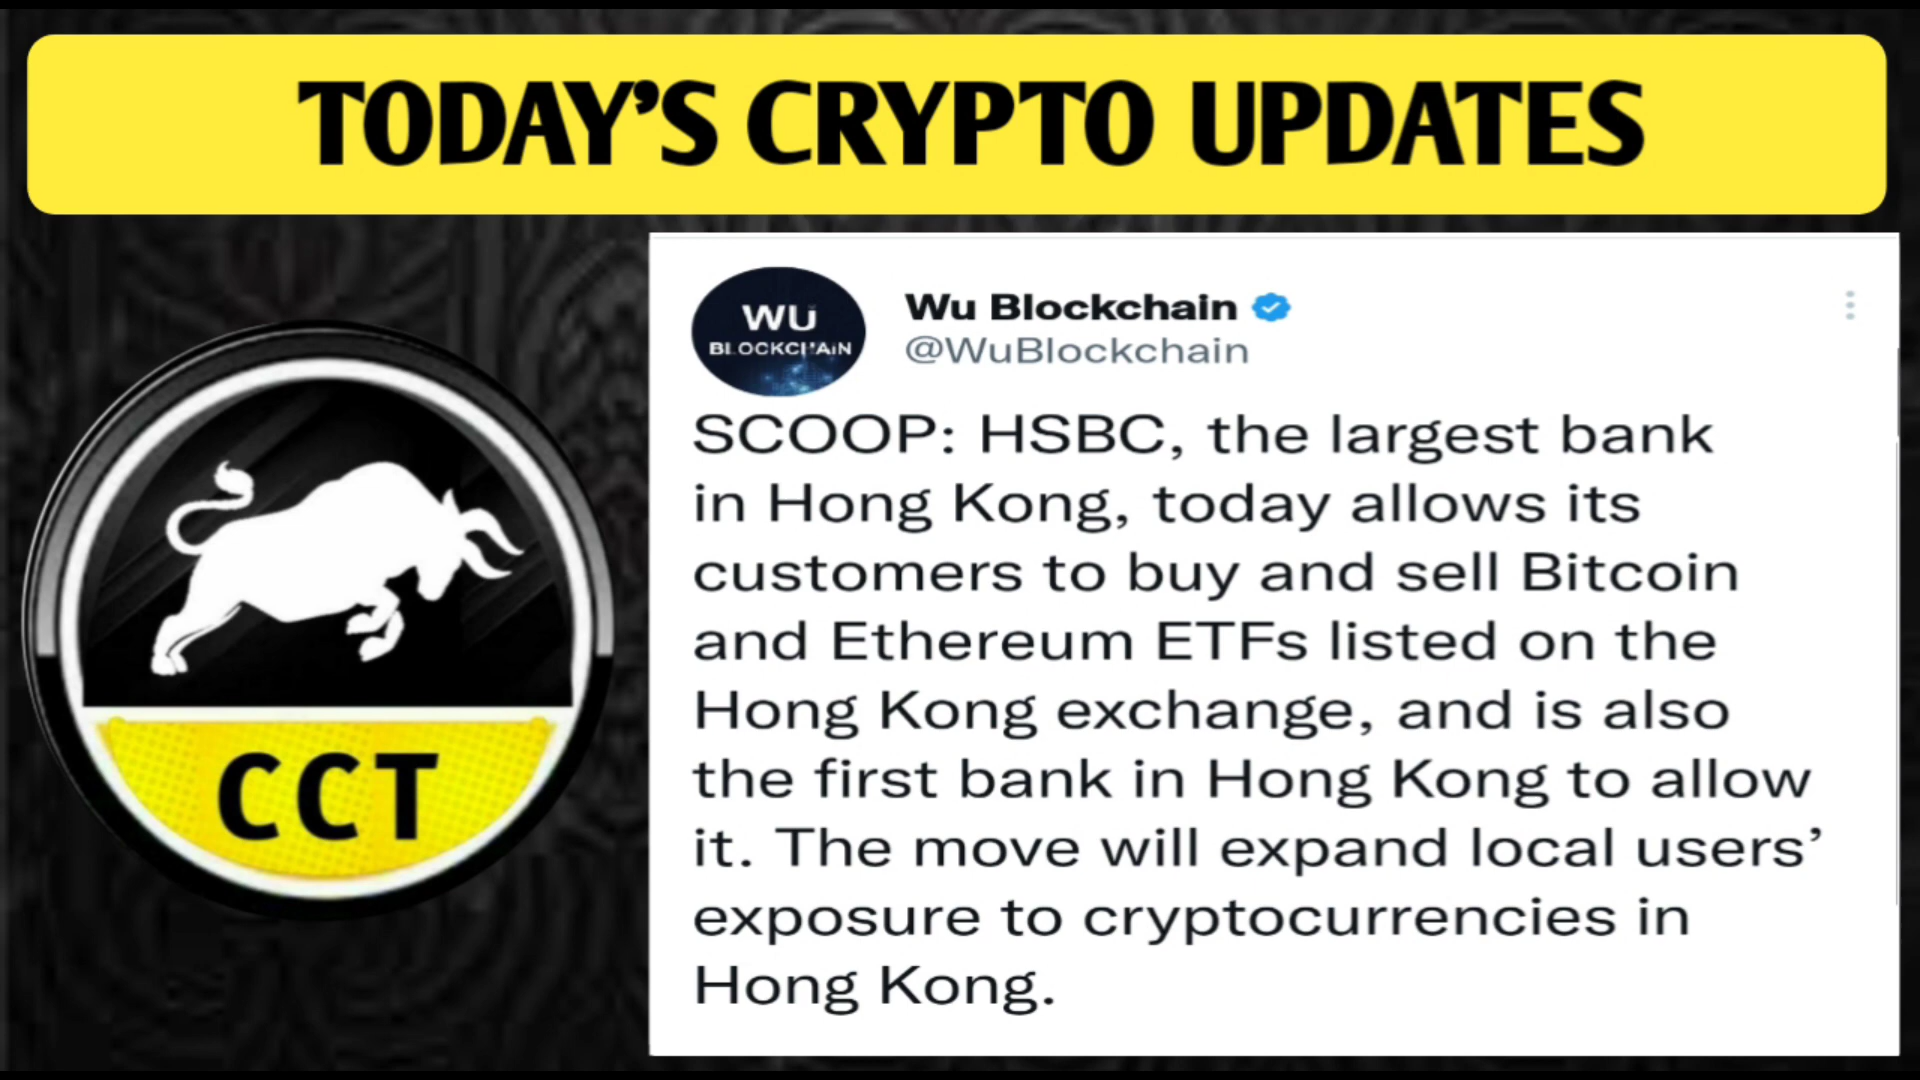 TODAY'S CRYPTO UPDATES
CCT
WU
BLOCKCHAIN
Wu Blockchain
@WuBlockchain
SCOOP: HSBC, the largest bank
in Hong Kong, today allows its
customers to buy and sell Bitcoin
and Ethereum ETFs listed on the
Hong Kong exchange, and is also
the first bank in Hong Kong to allow
it. The move will expand local users’
exposure to cryptocurrencies in
Hong Kong.